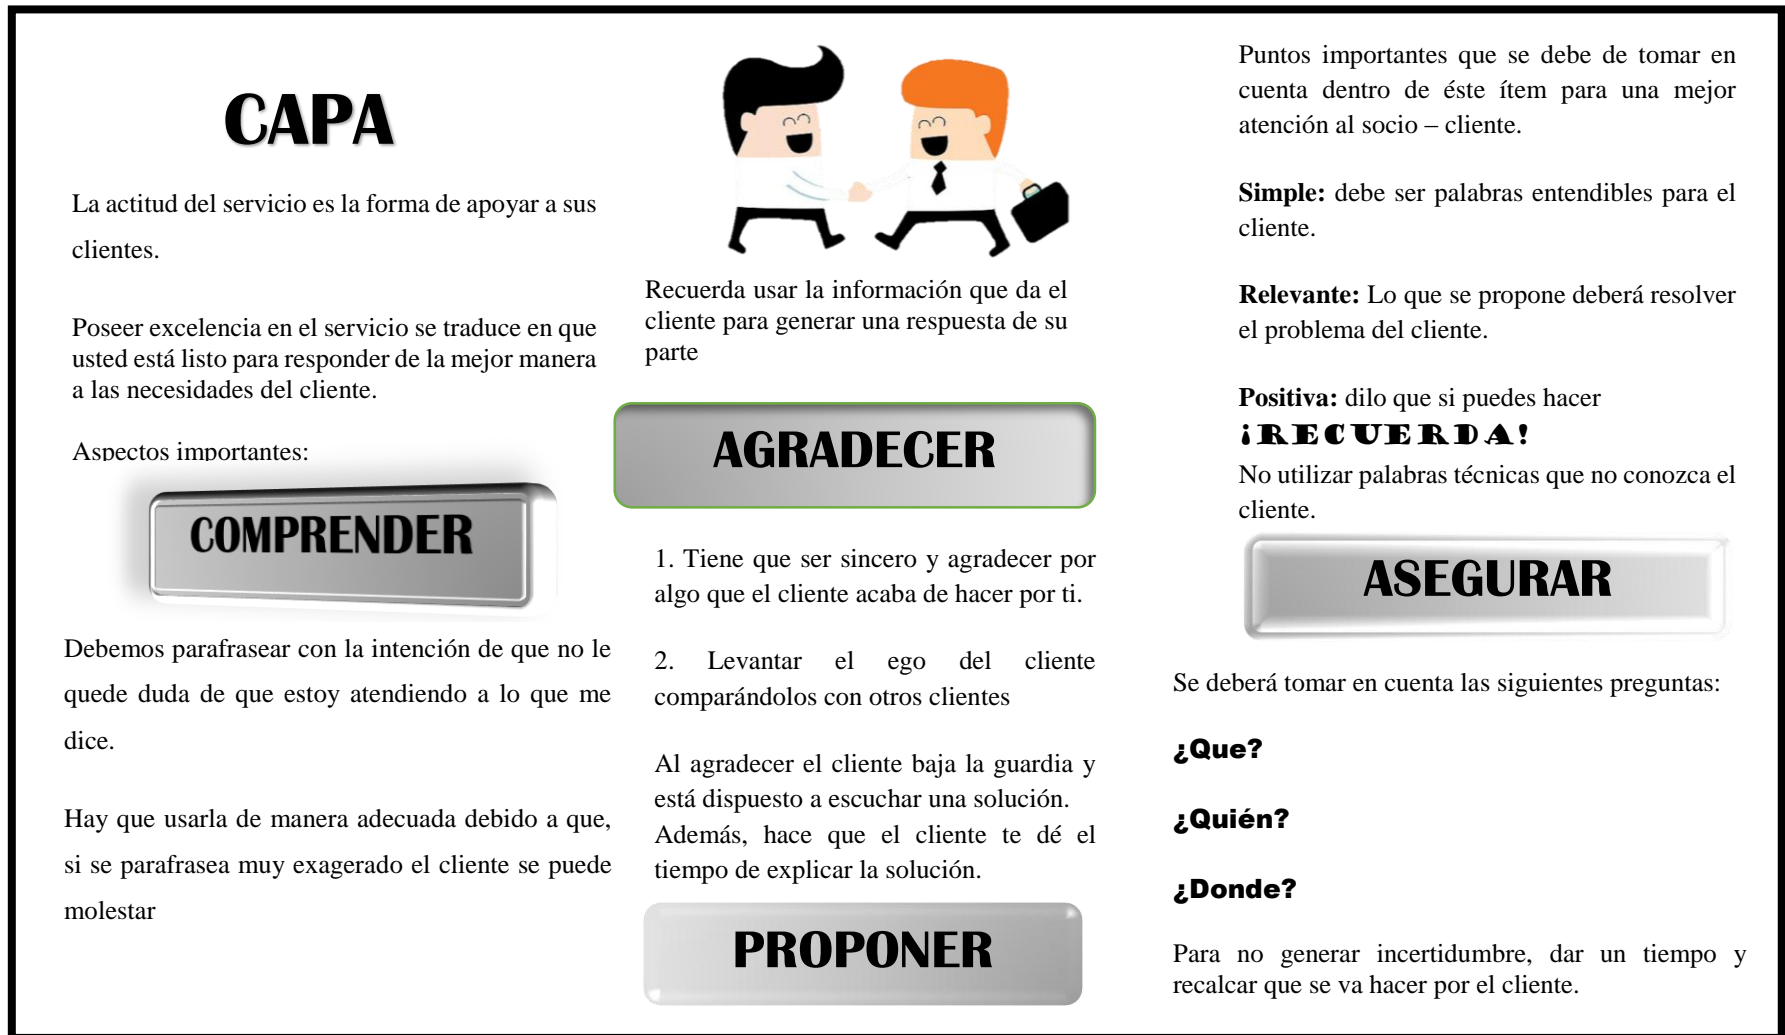 CAPA
La actitud del servicio es la forma de apoyar a sus
clientes.
Poseer excelencia en el servicio se traduce en que
usted está listo para responder de la mejor manera
a las necesidades del cliente.
Aspectos importantes:
COMPRENDER
Debemos parafrasear con la intención de que no le
quede duda de que estoy atendiendo a lo que me
dice.
Hay que usarla de manera adecuada debido a que,
si se parafrasea muy exagerado el cliente se puede
molestar
Recuerda usar la información que da el
cliente para generar una respuesta de su
parte
AGRADECER
1. Tiene que ser sincero y agradecer por
algo que el cliente acaba de hacer por ti.
2. Levantar el ego del cliente
comparándolos con otros clientes
Al agradecer el cliente baja la guardia y
está dispuesto a escuchar una solución.
Además, hace que el cliente te dé el
tiempo de explicar la solución.
PROPONER
Puntos importantes que se debe de tomar en
cuenta dentro de éste ítem para una mejor
atención al socio – cliente.
Simple: debe ser palabras entendibles para el
cliente.
Relevante: Lo que se propone deberá resolver
el problema del cliente.
Positiva: dilo que si puedes hacer
¡RECUERDA!
No utilizar palabras técnicas que no conozca el
cliente.
ASEGURAR
Se deberá tomar en cuenta las siguientes preguntas:
¿Que?
¿Quién?
¿Donde?
Para no generar incertidumbre, dar un tiempo y
recalcar que se va hacer por el cliente.